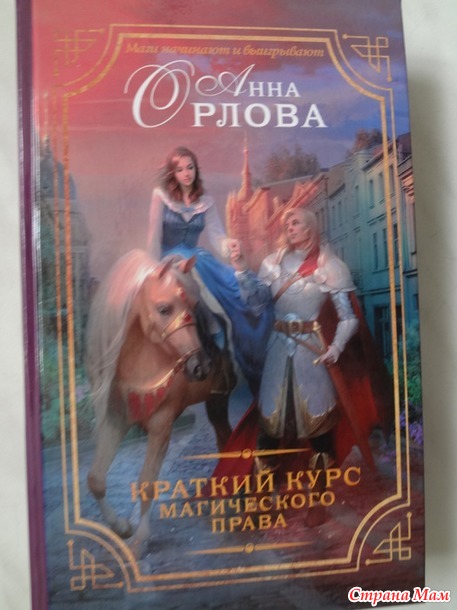 Маги начинают и выигрывают
АННА
ОРЛОВА
КРАТКИЙ КУРС
МАГИЧЕСКОГО
ПРАВА
Страна Мам